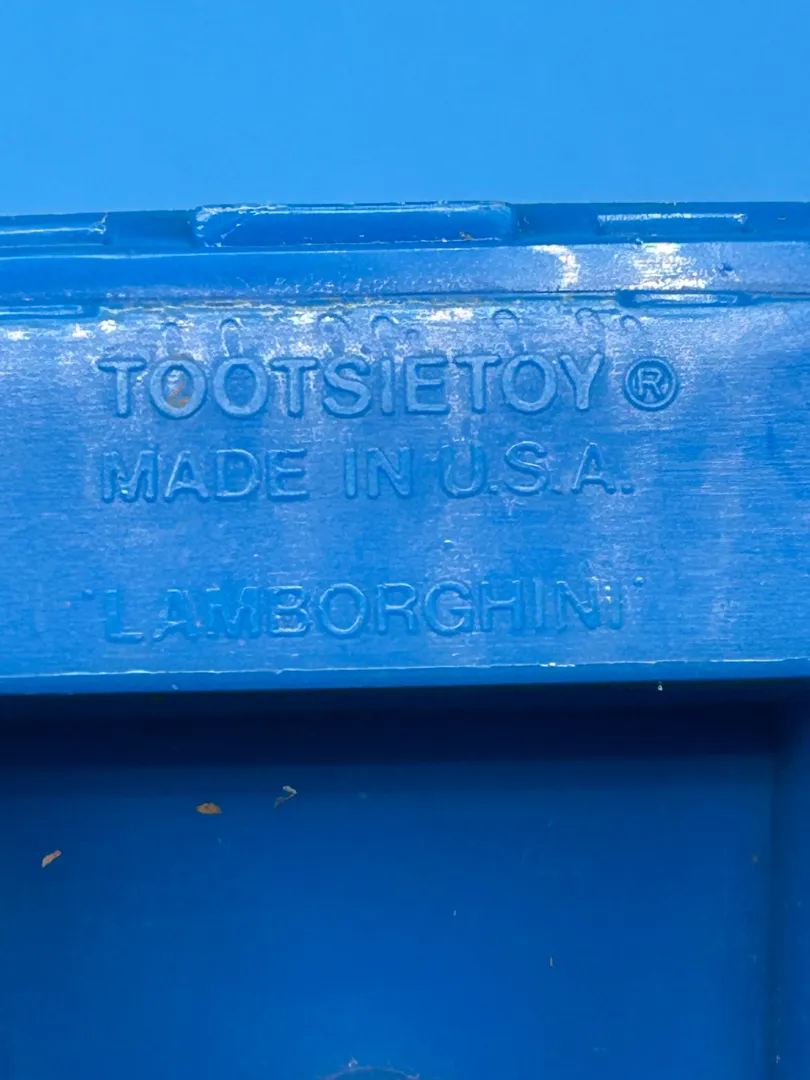 TOOTSIETOY ®
MADE IN U.S.A.
"LAMBORGHINI"